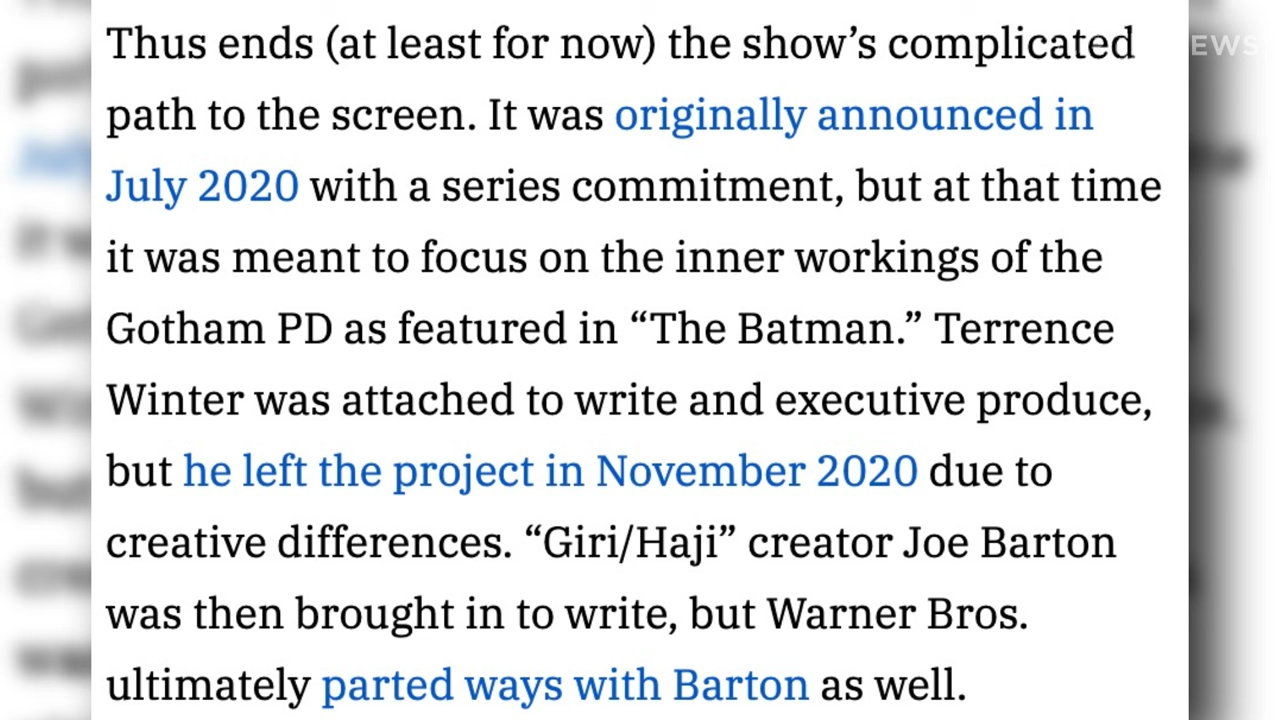 Thus ends (at least for now) the show’s complicated
path to the screen. It was originally announced in
July 2020 with a series commitment, but at that time
it was meant to focus on the inner workings of the
Gotham PD as featured in “The Batman.” Terrence
Winter was attached to write and executive produce,
but he left the project in November 2020 due to
creative differences. “Giri/Haji” creator Joe Barton
was then brought in to write, but Warner Bros.
ultimately parted ways with Barton as well.